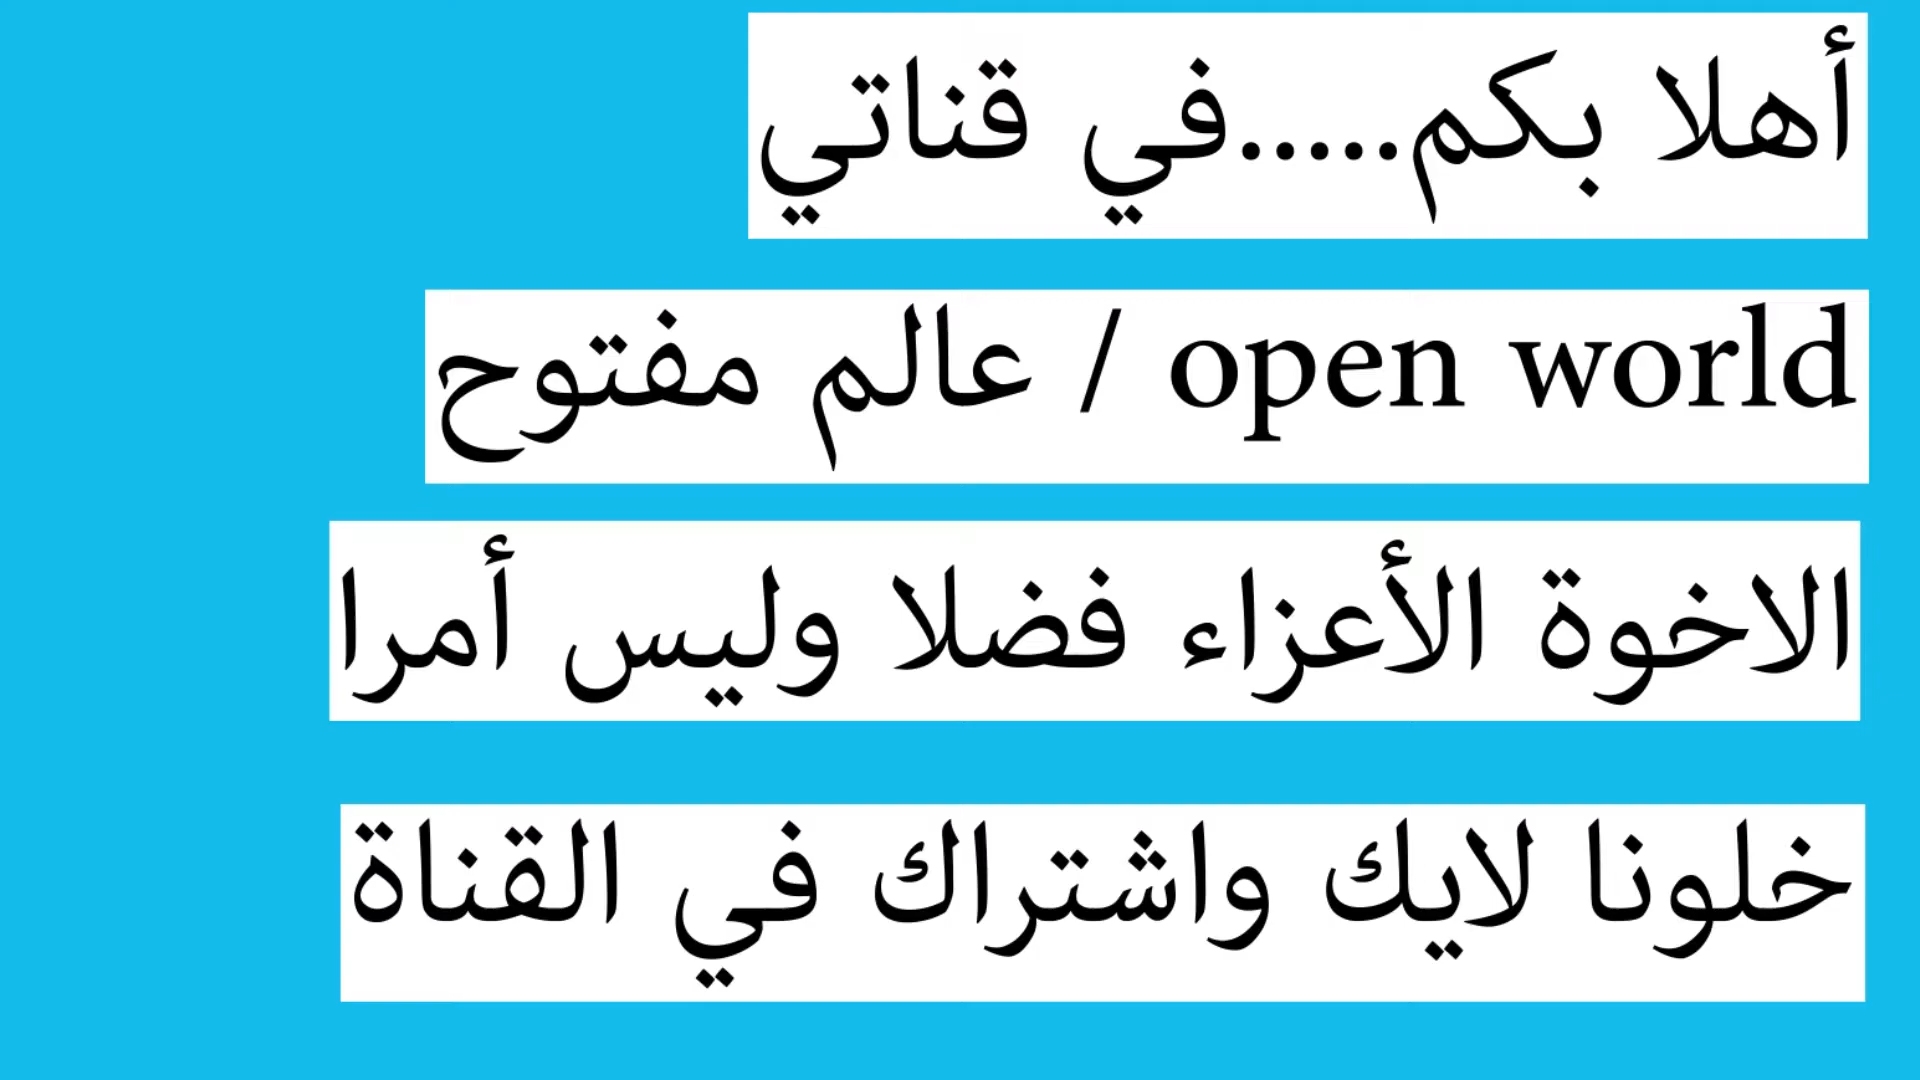 أهلا بكم.....في قناتي
open world / عالم مفتوح
الاخوة الأعزاء فضلا وليس أمرا
خلونا لايك واشتراك في القناة